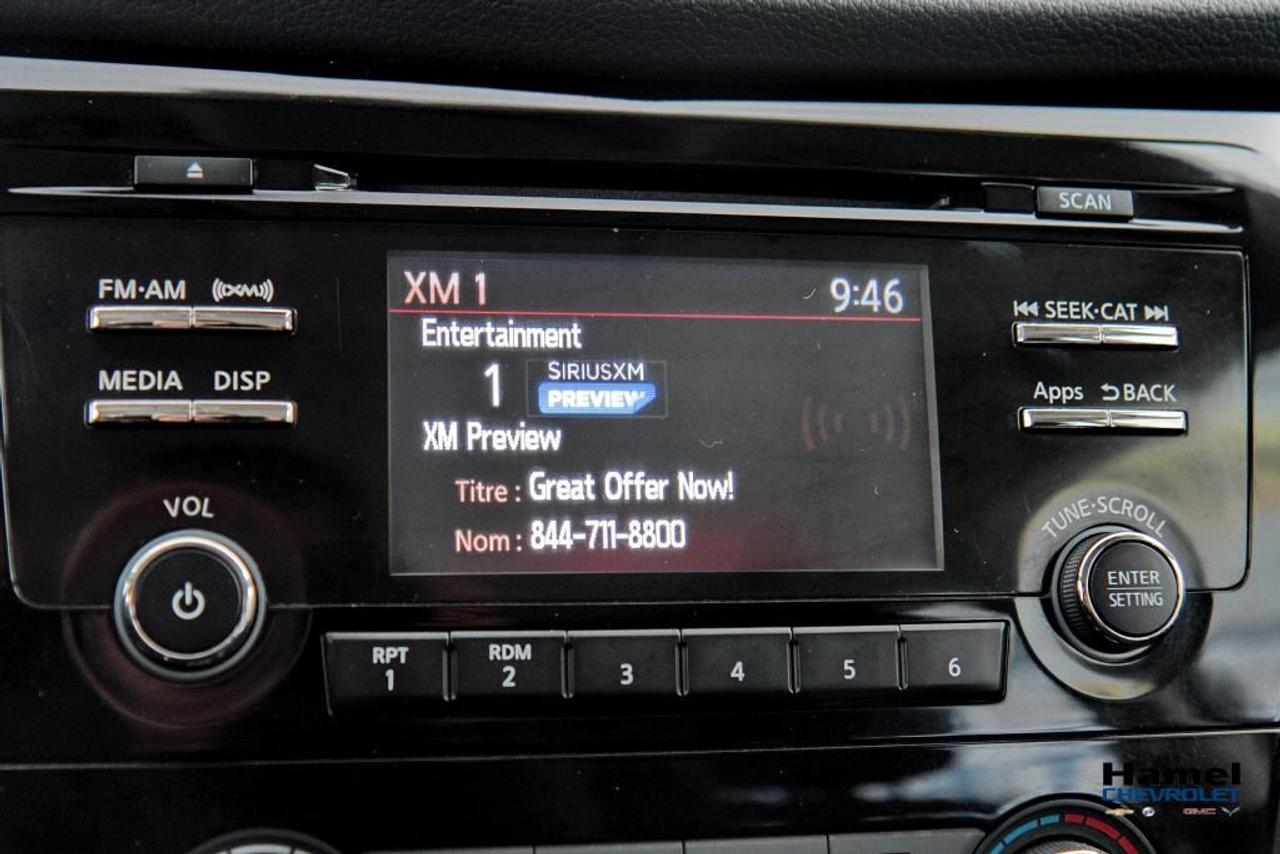 SCAN
FM·AM
XM
MEDIA DISP
VOL
XM 1 9:46
Entertainment
1 SIRIUSXM
PREVIEW
XM Preview
Titre : Great Offer Now!
Nom : 844-711-8800
SEEK·CAT
Apps BACK
TUNE·SCROLL
ENTER
SETTING
RPT
1
RDM
2
3
4
5
6
Hamel
CHEVROLET
GMC